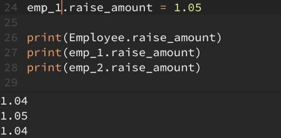 24 emp_1.raise_amount = 1.05
25
26 print(Employee.raise_amount)
27 print(emp_1.raise_amount)
28 print(emp_2.raise_amount)
29
1.04
1.05
1.04